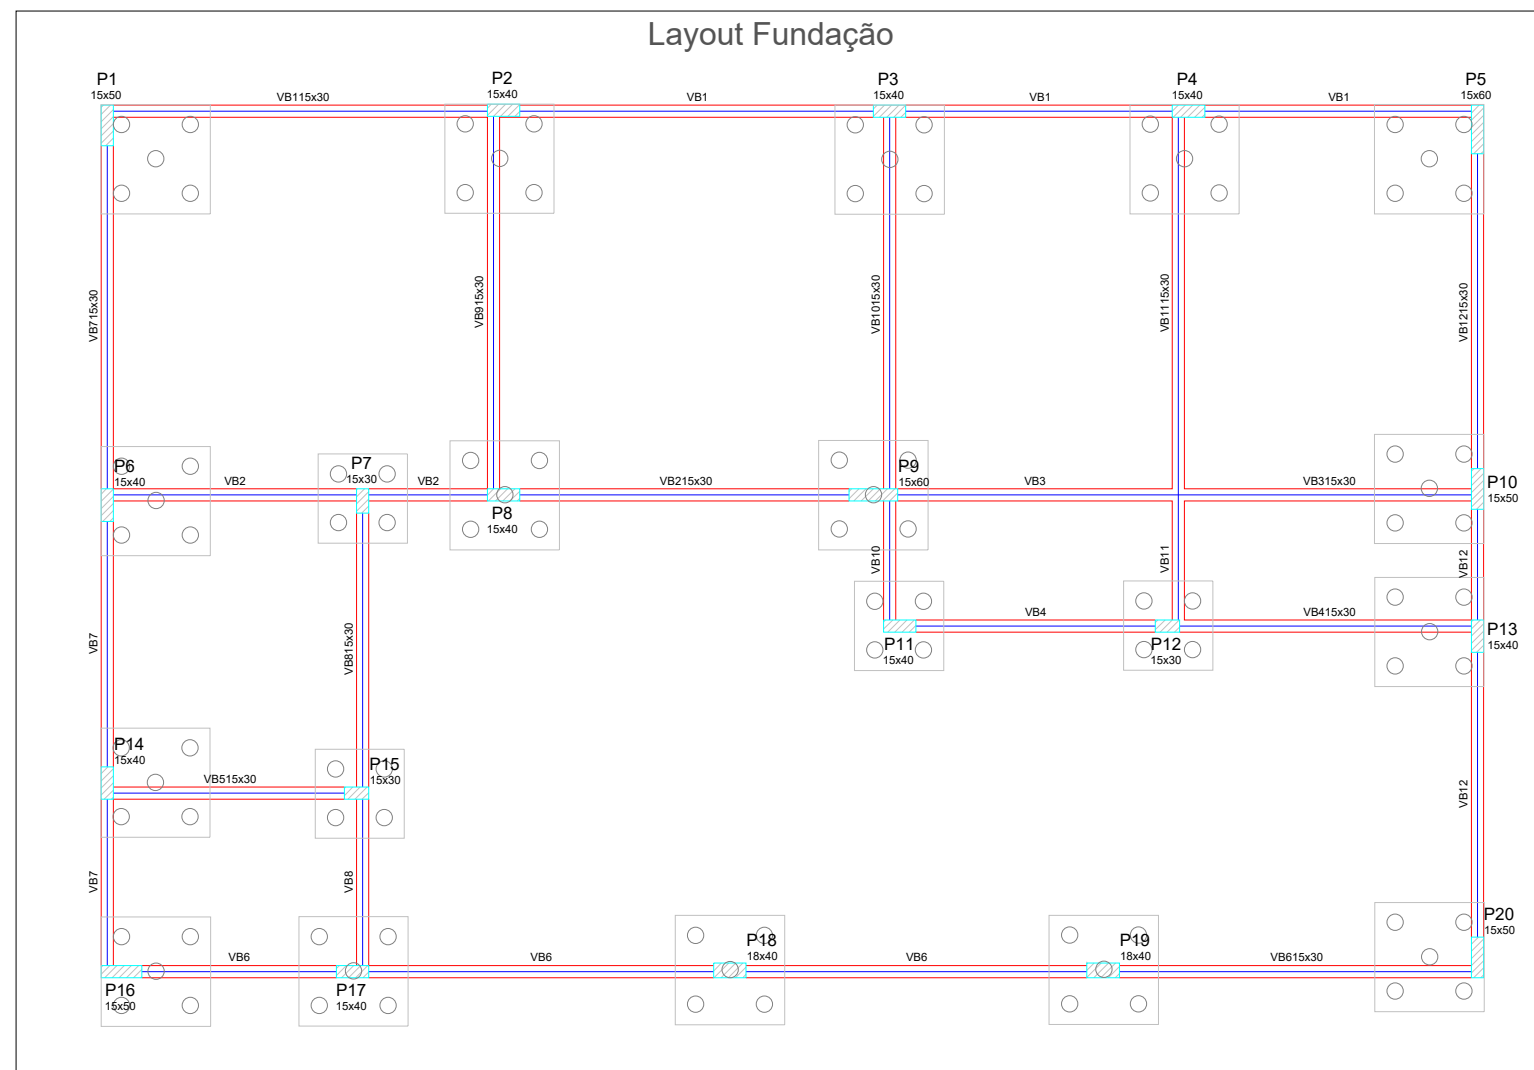 Layout Fundação
P1
15x50
P2
15x40
P3
15x40
P4
15x40
P5
15x60
VB115x30
VB1
VB1
VB1
VB715x30
VB915x30
VB1015x30
VB1115x30
VB1215x30
P6
15x40
VB2
P7
15x30
VB2
P8
15x40
VB215x30
P9
15x60
VB3
VB315x30
P10
15x50
VB10
VB11
VB12
VB7
VB815x30
P11
15x40
VB4
P12
15x30
VB415x30
P13
15x40
P14
15x40
VB515x30
P15
15x30
VB12
VB7
VB8
P16
15x50
VB6
P17
15x40
VB6
P18
18x40
VB6
P19
18x40
VB615x30
P20
15x50